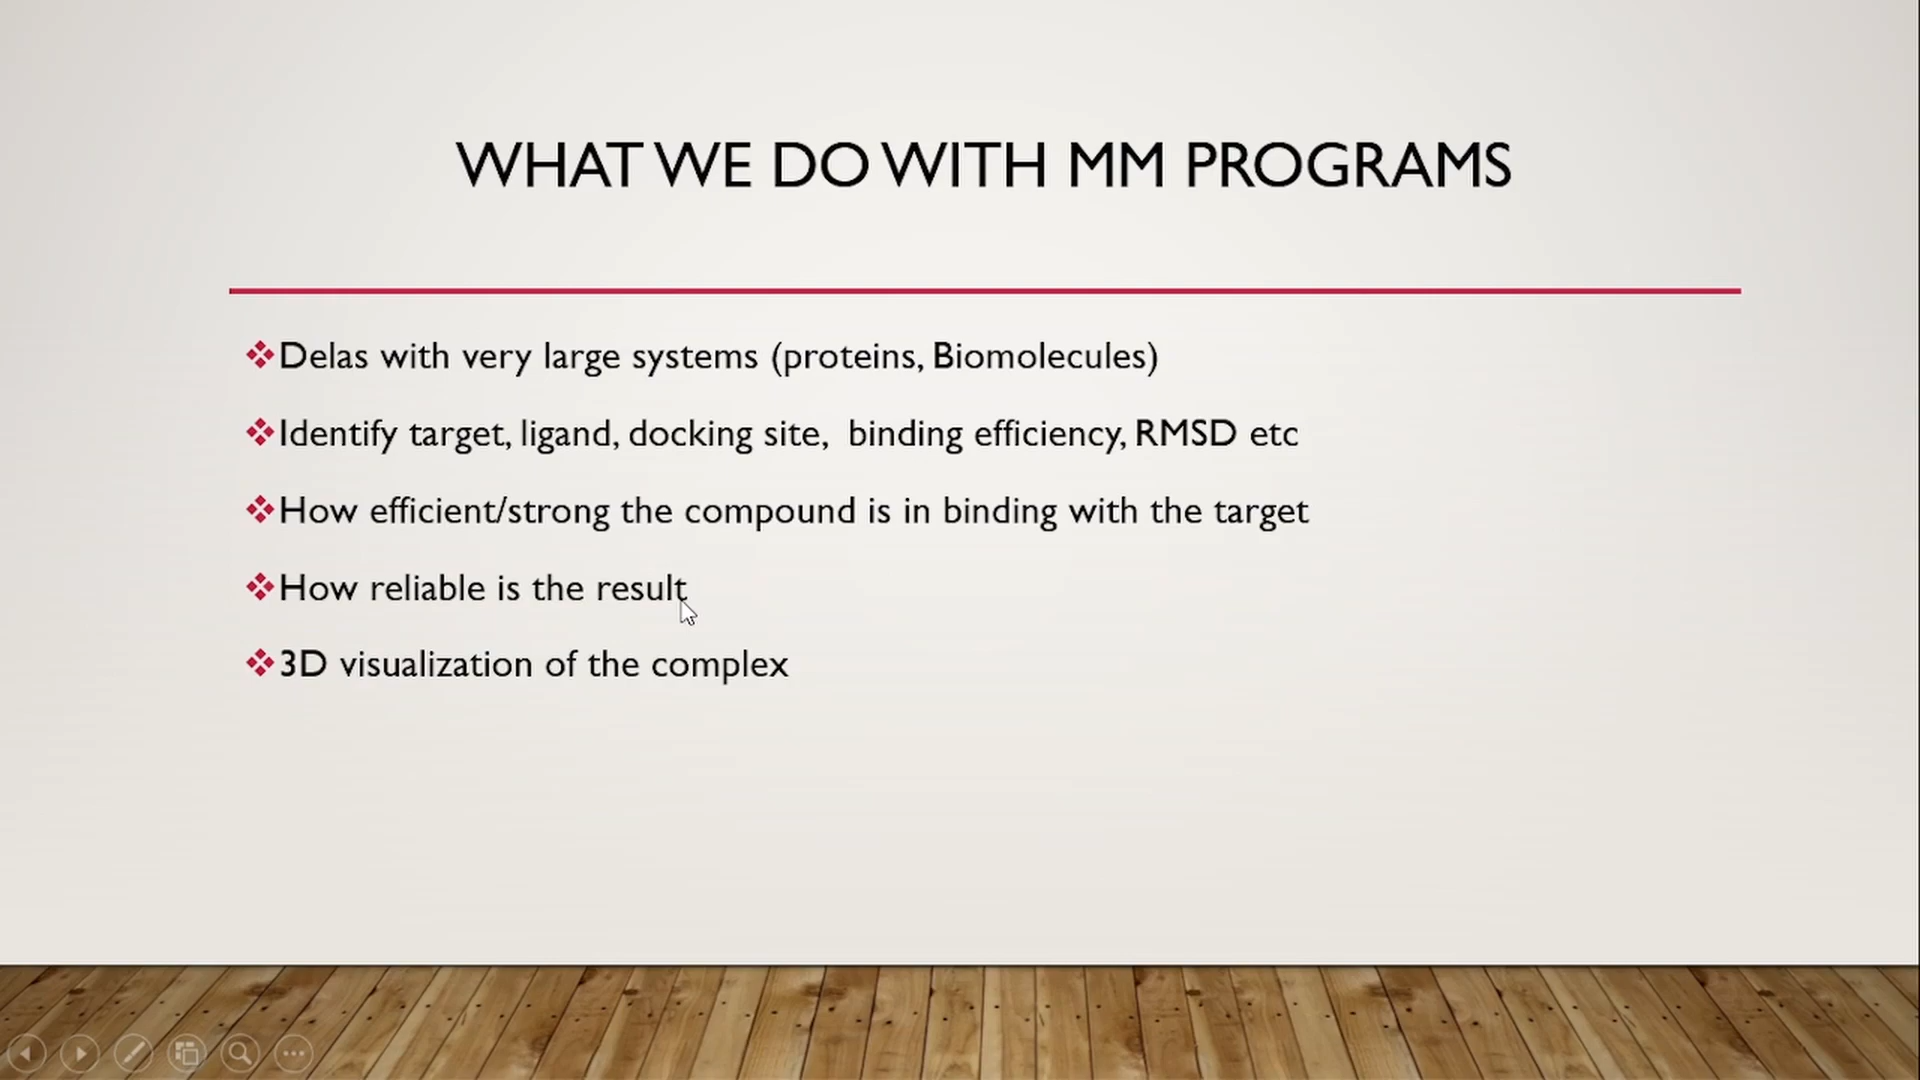 WHAT WE DO WITH MM PROGRAMS
Delas with very large systems (proteins, Biomolecules)
Identify target, ligand, docking site,  binding efficiency, RMSD etc
How efficient/strong the compound is in binding with the target
How reliable is the result
3D visualization of the complex